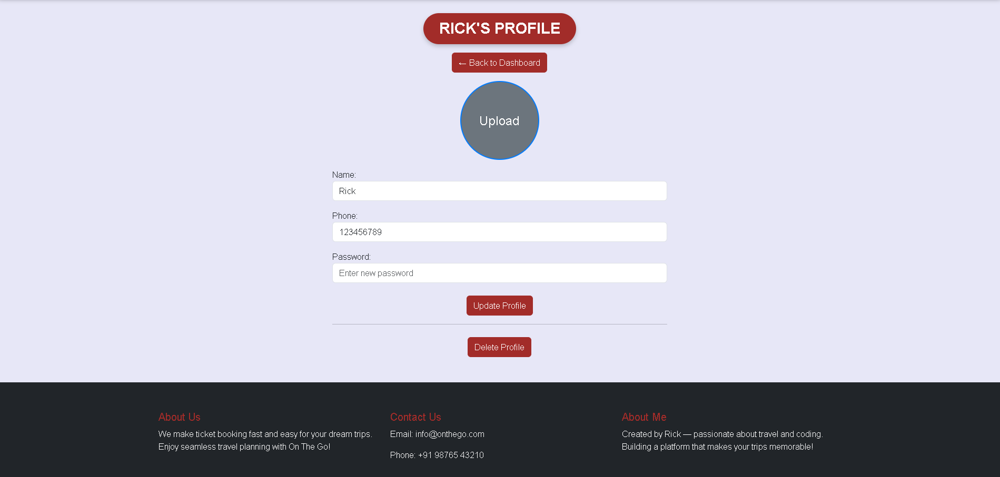 RICK'S PROFILE
← Back to Dashboard
Upload
Name:
Rick
Phone:
123456789
Password:
Enter new password
Update Profile
Delete Profile
About Us
We make ticket booking fast and easy for your dream trips.
Enjoy seamless travel planning with On The Go!
Contact Us
Email: info@onthego.com
Phone: +91 98765 43210
About Me
Created by Rick — passionate about travel and coding.
Building a platform that makes your trips memorable!